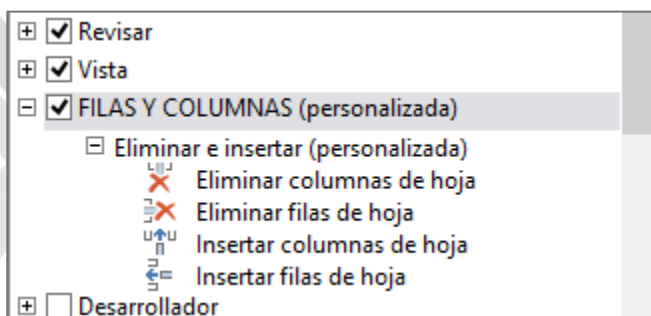 Revisar
Vista
FILAS Y COLUMNAS (personalizada)
Eliminar e insertar (personalizada)
Eliminar columnas de hoja
Eliminar filas de hoja
Insertar columnas de hoja
Insertar filas de hoja
Desarrollador